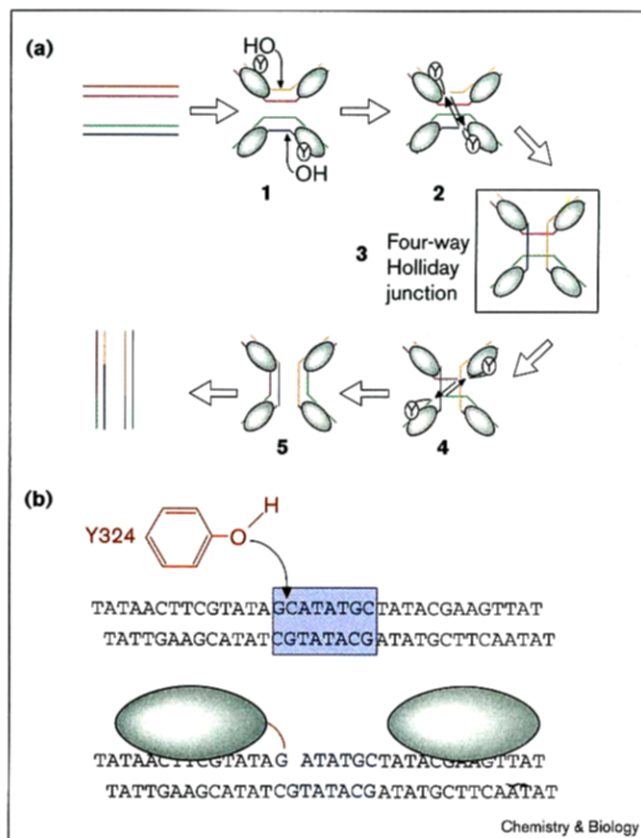 (a)
HO
Y
Y
OH
1
Y
Y
2
3
Four-way
Holliday
junction
Y
Y
4
5
(b)
H
Y324
O
TATAACTTCGTATAGCATATGCTATACGAAGTTAT
TATTGAAGCATATCGTATACGATATGCTTCAATAT
TATAACTTCGTATAG ATATGCTATACGAAGTTAT
TATTGAAGCATATCGTATACGATATGCTTCAATAT
Chemistry & Biology